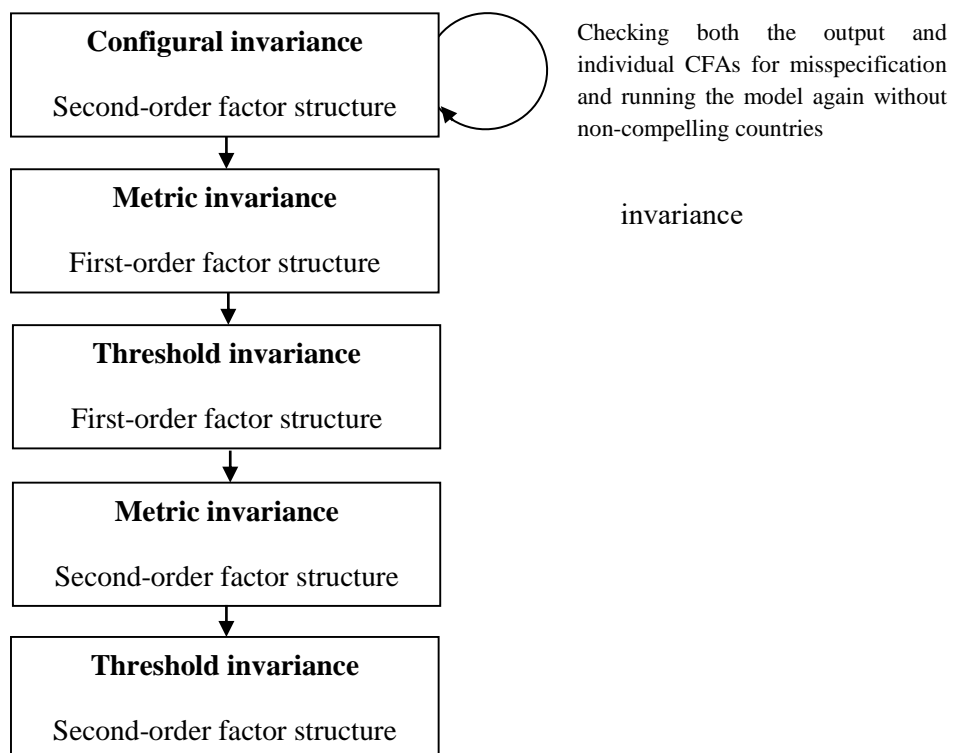 Configural invariance
Second-order factor structure
Checking both the output and
individual CFAs for misspecification
and running the model again without
non-compelling countries
Metric invariance
First-order factor structure
invariance
Threshold invariance
First-order factor structure
Metric invariance
Second-order factor structure
Threshold invariance
Second-order factor structure